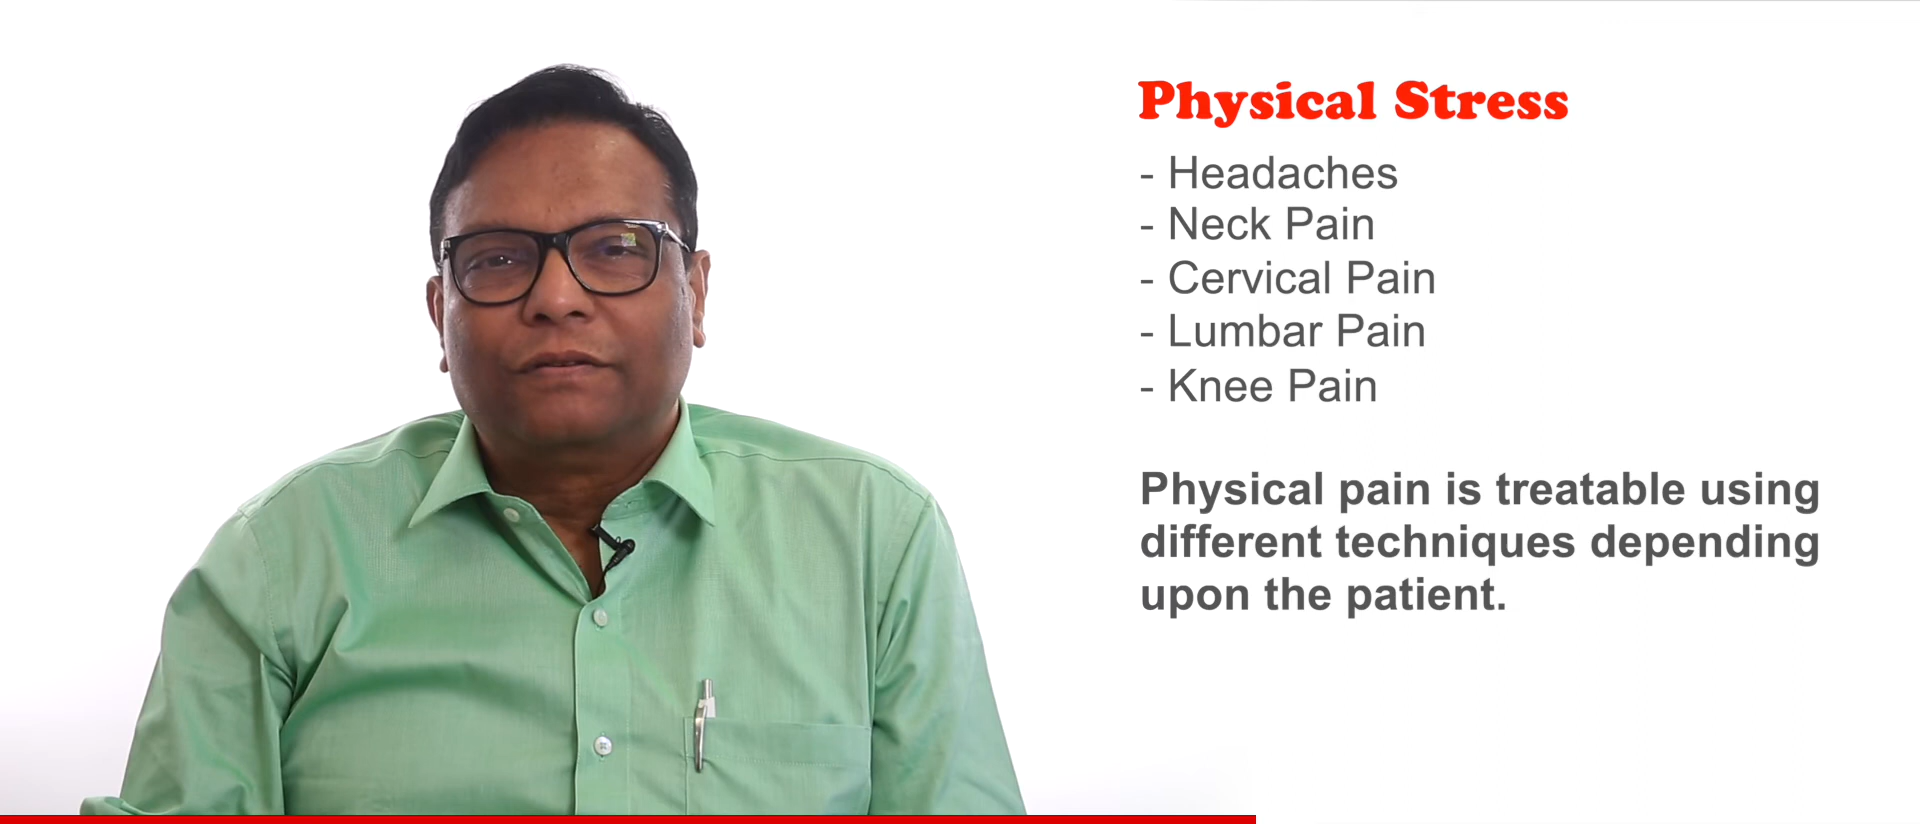 Physical Stress
- Headaches
- Neck Pain
- Cervical Pain
- Lumbar Pain
- Knee Pain
Physical pain is treatable using
different techniques depending
upon the patient.